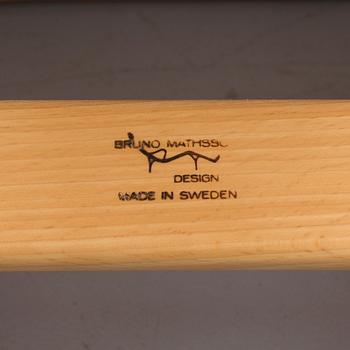 BRUNO MATHSSO
DESIGN
MADE IN SWEDEN